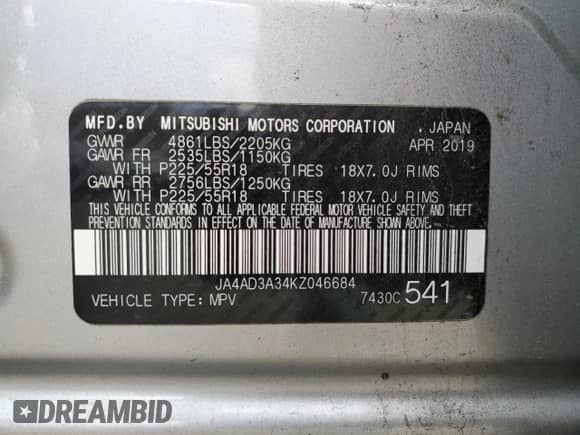 MFD.BY MITSUBISHI MOTORS CORPORATION . JAPAN
GVWR 4861LBS/2205KG APR 2019
GAWR FR 2535LBS/1150KG
WITH P225/55R18 TIRES 18X7.0J RIMS
GAWR RR 2756LBS/1250KG
WITH P225/55R18 TIRES 18X7.0J RIMS
THIS VEHICLE CONFORMS TO ALL APPLICABLE FEDERAL MOTOR VEHICLE SAFETY AND THEFT
PREVENTION STANDARDS IN EFFECT ON THE DATE OF MANUFACTURE SHOWN ABOVE.
JA4AD3A34KZ046684
VEHICLE TYPE: MPV 7430C 541
DREAMBID